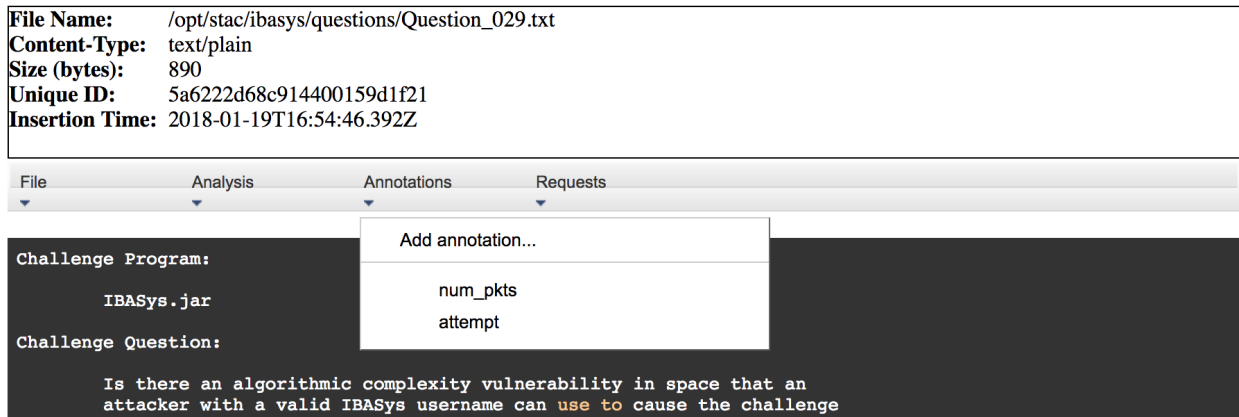 File Name: /opt/stac/ibasys/questions/Question_029.txt
Content-Type: text/plain
Size (bytes): 890
Unique ID: 5a6222d68c914400159d1f21
Insertion Time: 2018-01-19T16:54:46.392Z
File Analysis Annotations Requests
Add annotation...
num_pkts
attempt
Challenge Program:
IBASys.jar
Challenge Question:
Is there an algorithmic complexity vulnerability in space that an
attacker with a valid IBASys username can use to cause the challenge